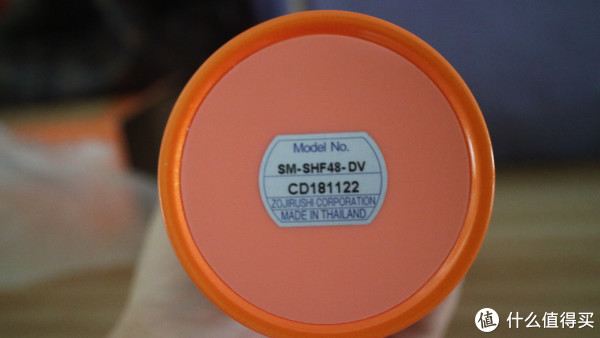 Model No.
SM-SHF48-DV
CD181122
ZOJIRUSHI CORPORATION
MADE IN THAILAND
值 什么值得买